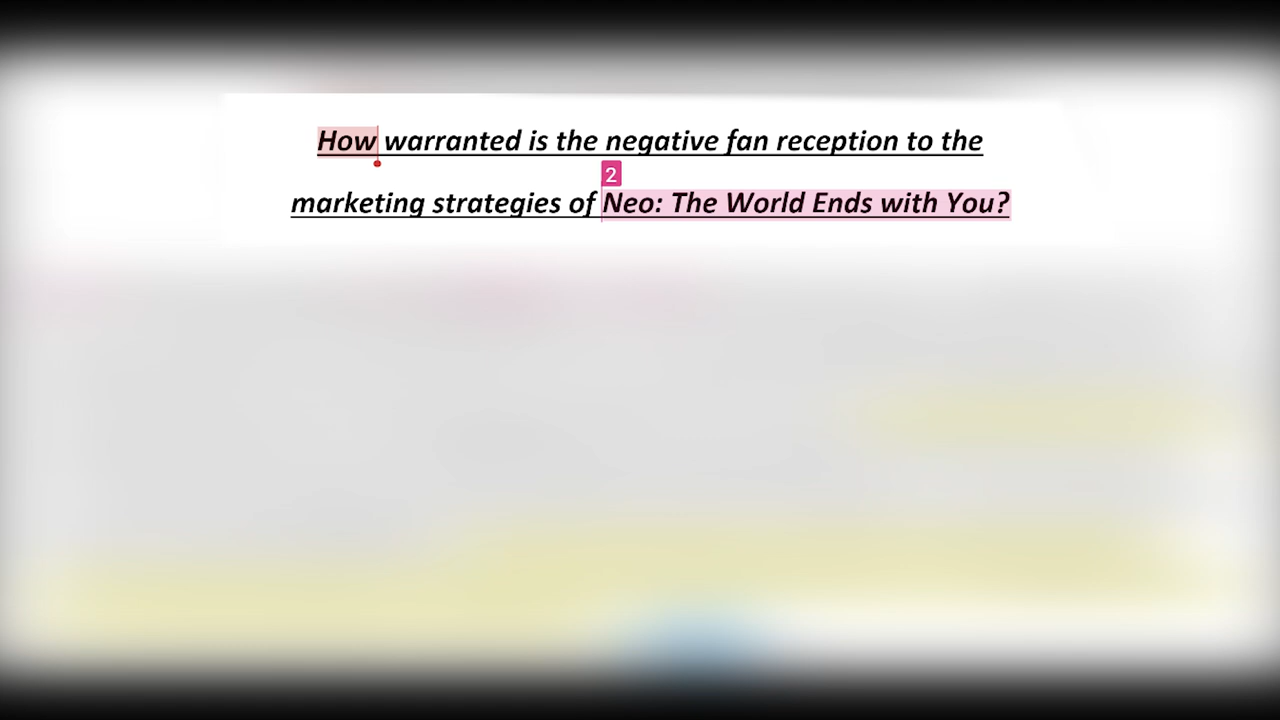 How warranted is the negative fan reception to the
2
marketing strategies of Neo: The World Ends with You?